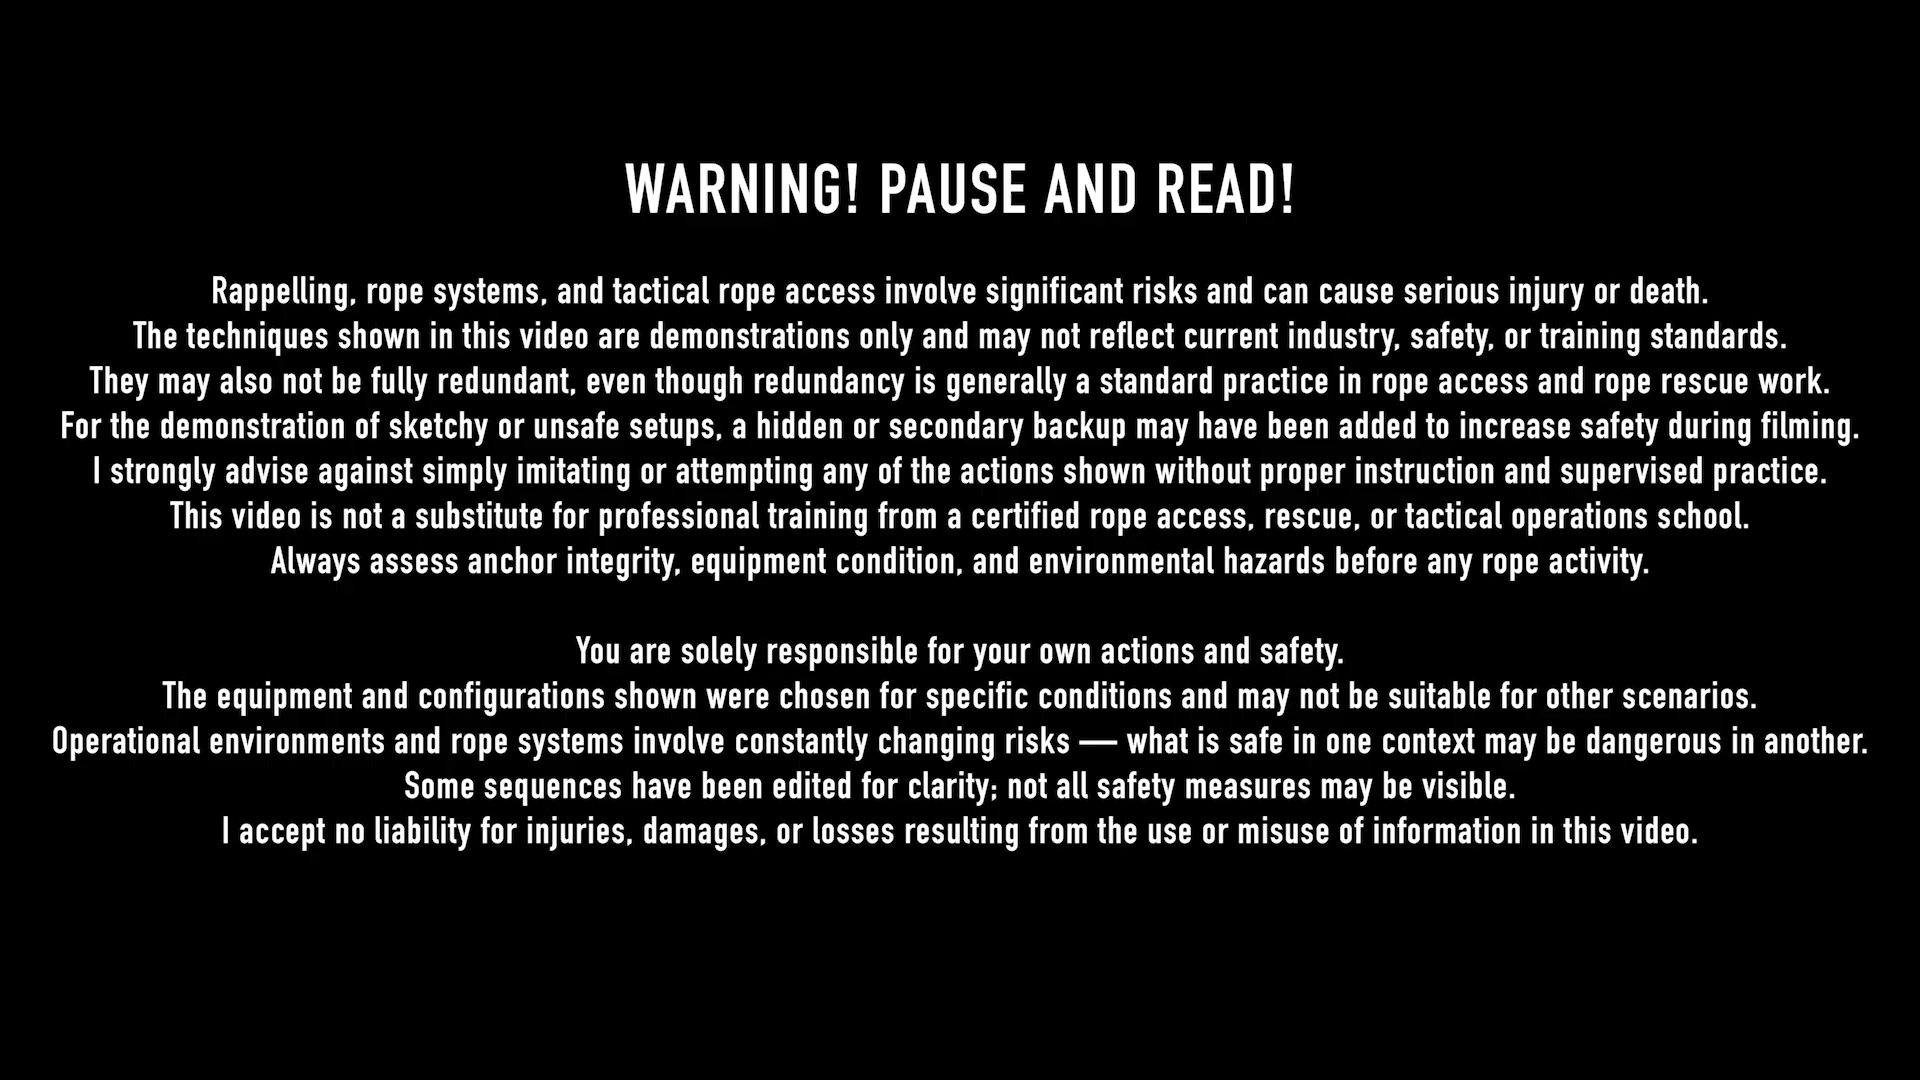 WARNING! PAUSE AND READ!
Rappelling, rope systems, and tactical rope access involve significant risks and can cause serious injury or death.
The techniques shown in this video are demonstrations only and may not reflect current industry, safety, or training standards.
They may also not be fully redundant, even though redundancy is generally a standard practice in rope access and rope rescue work.
For the demonstration of sketchy or unsafe setups, a hidden or secondary backup may have been added to increase safety during filming.
I strongly advise against simply imitating or attempting any of the actions shown without proper instruction and supervised practice.
This video is not a substitute for professional training from a certified rope access, rescue, or tactical operations school.
Always assess anchor integrity, equipment condition, and environmental hazards before any rope activity.
You are solely responsible for your own actions and safety.
The equipment and configurations shown were chosen for specific conditions and may not be suitable for other scenarios.
Operational environments and rope systems involve constantly changing risks — what is safe in one context may be dangerous in another.
Some sequences have been edited for clarity; not all safety measures may be visible.
I accept no liability for injuries, damages, or losses resulting from the use or misuse of information in this video.